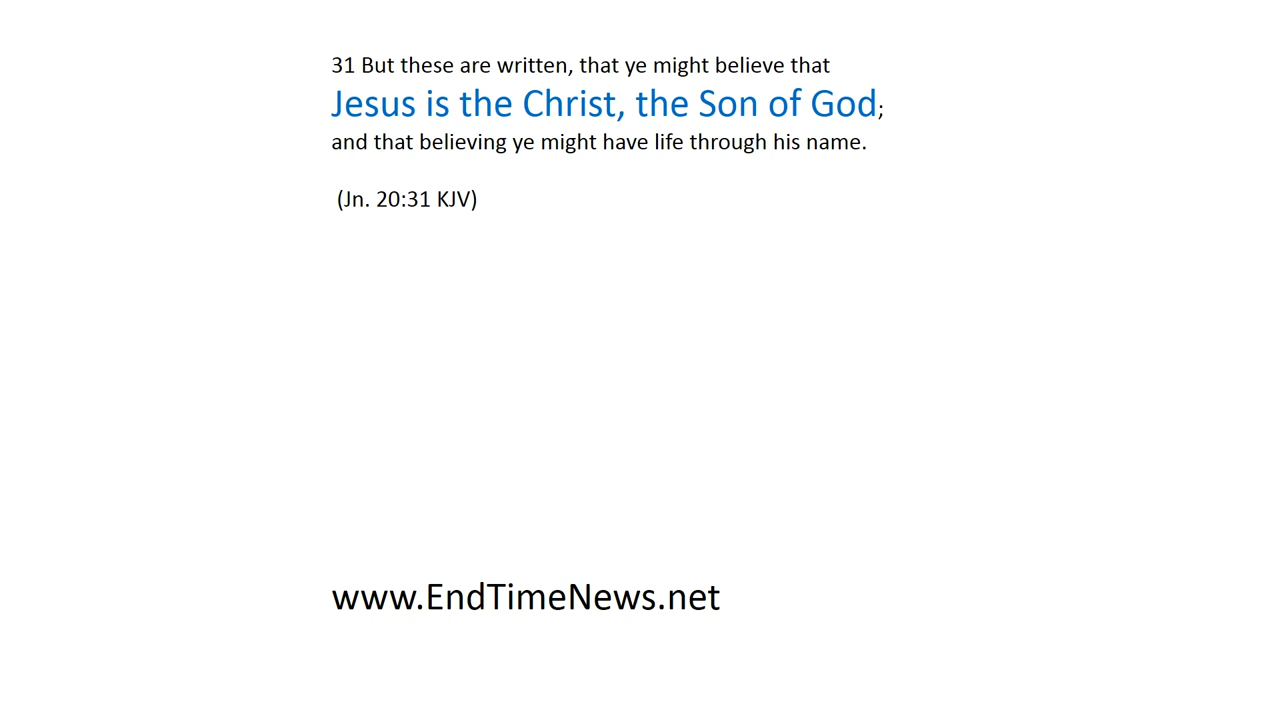 31 But these are written, that ye might believe that
Jesus is the Christ, the Son of God;
and that believing ye might have life through his name.
(Jn. 20:31 KJV)
www.EndTimeNews.net